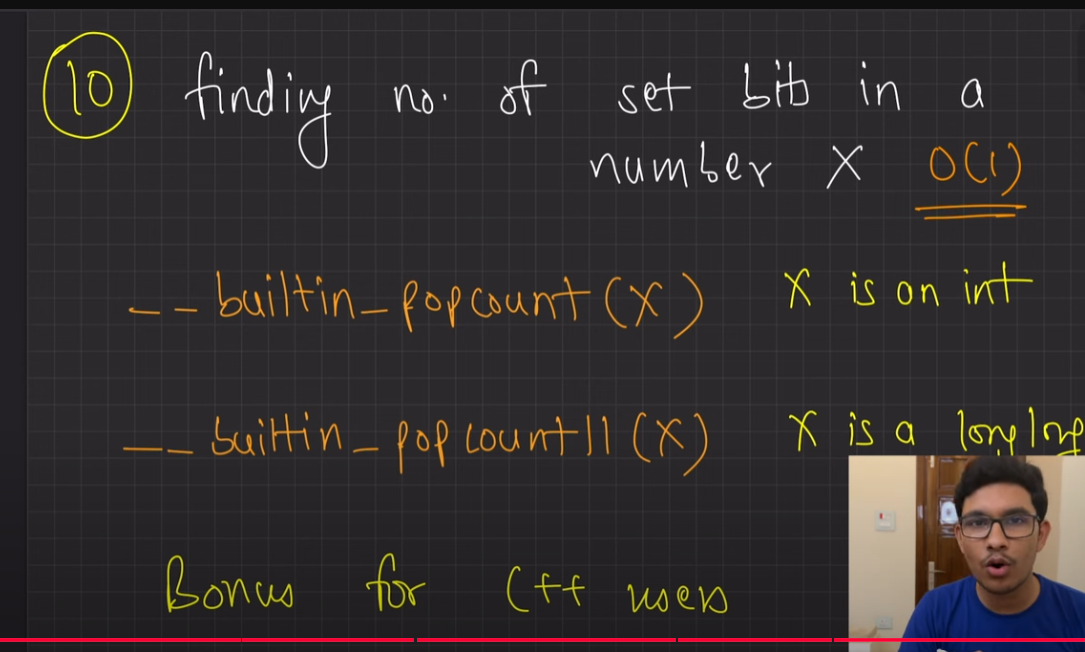 10 finding no. of set bits in a
number X O(1)
__builtin_popcount(X) X is an int
__builtin_popcountll(X) X is a long long
Bonus for C++ users